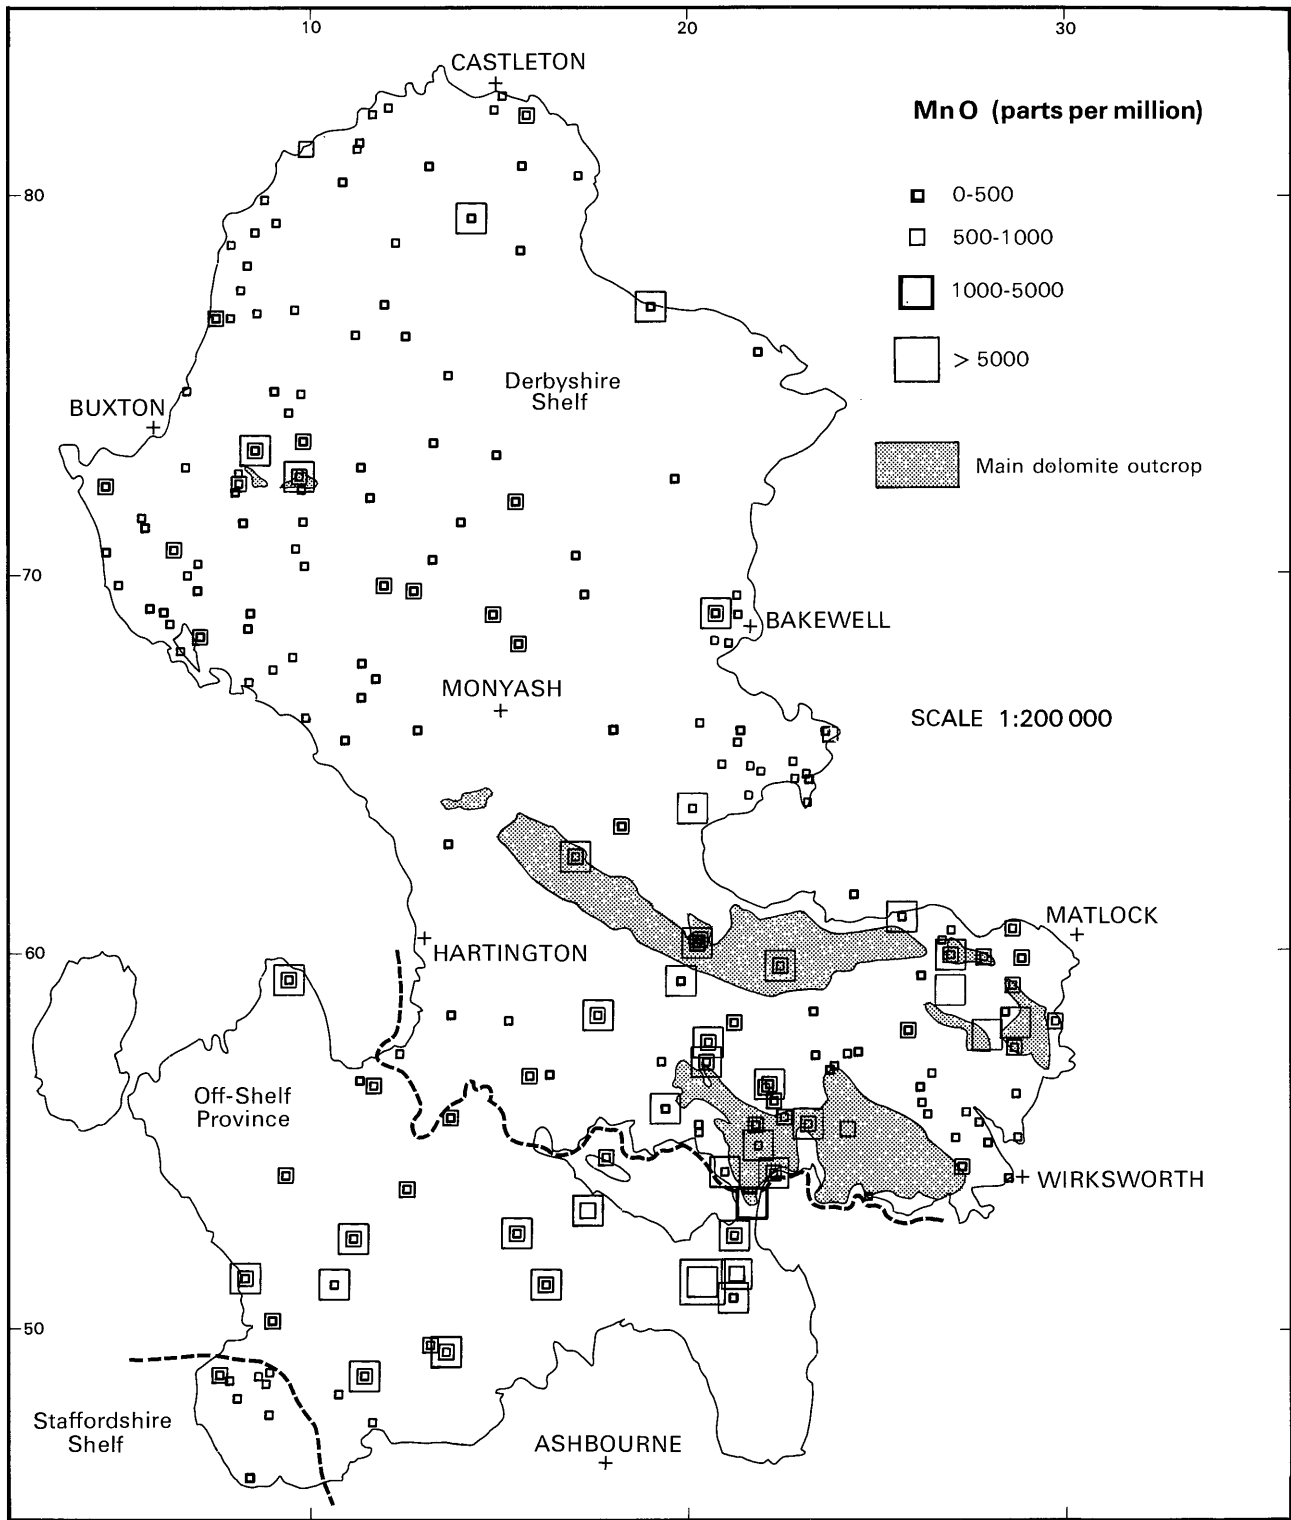 10
20
30
CASTLETON
MnO (parts per million)
80
0-500
500-1000
1000-5000
> 5000
Derbyshire
Shelf
BUXTON
Main dolomite outcrop
70
BAKEWELL
MONYASH
SCALE 1:200 000
MATLOCK
60
HARTINGTON
Off-Shelf
Province
WIRKSWORTH
50
Staffordshire
Shelf
ASHBOURNE